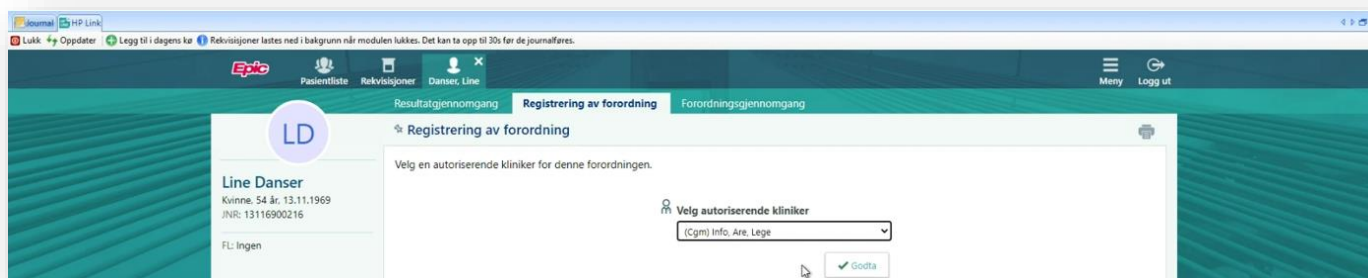 Journal HP Link
Lukk Oppdater Legg til i dagens kø Rekvisisjoner lastes ned i bakgrunn når modulen lukkes. Det kan ta opp til 30s før de journalføres.
Epic Pasientliste Rekvisisjoner Danser, Line Meny Logg ut
Resultatgjennomgang Registrering av forordning Forordningsgjennomgang
LD
Registrering av forordning
Velg en autoriserende kliniker for denne forordningen.
Line Danser
Kvinne, 54 år, 13.11.1969
JNR: 13116900216
FL: Ingen
Velg autoriserende kliniker
(Cgm) Info, Are, Lege
Godta